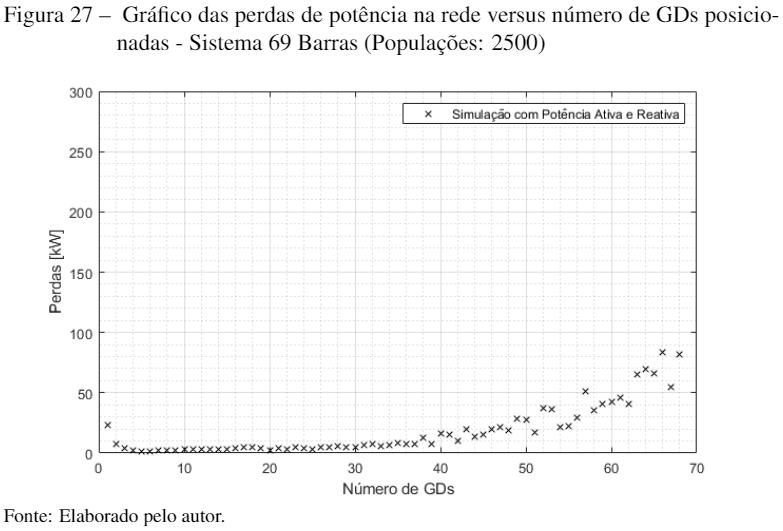 Figura 27 – Gráfico das perdas de potência na rede versus número de GDs posicio-
nadas - Sistema 69 Barras (Populações: 2500)
300
× Simulação com Potência Ativa e Reativa
250
200
Perdas [kW]
150
100
50
0
0 10 20 30 40 50 60 70
Número de GDs
Fonte: Elaborado pelo autor.